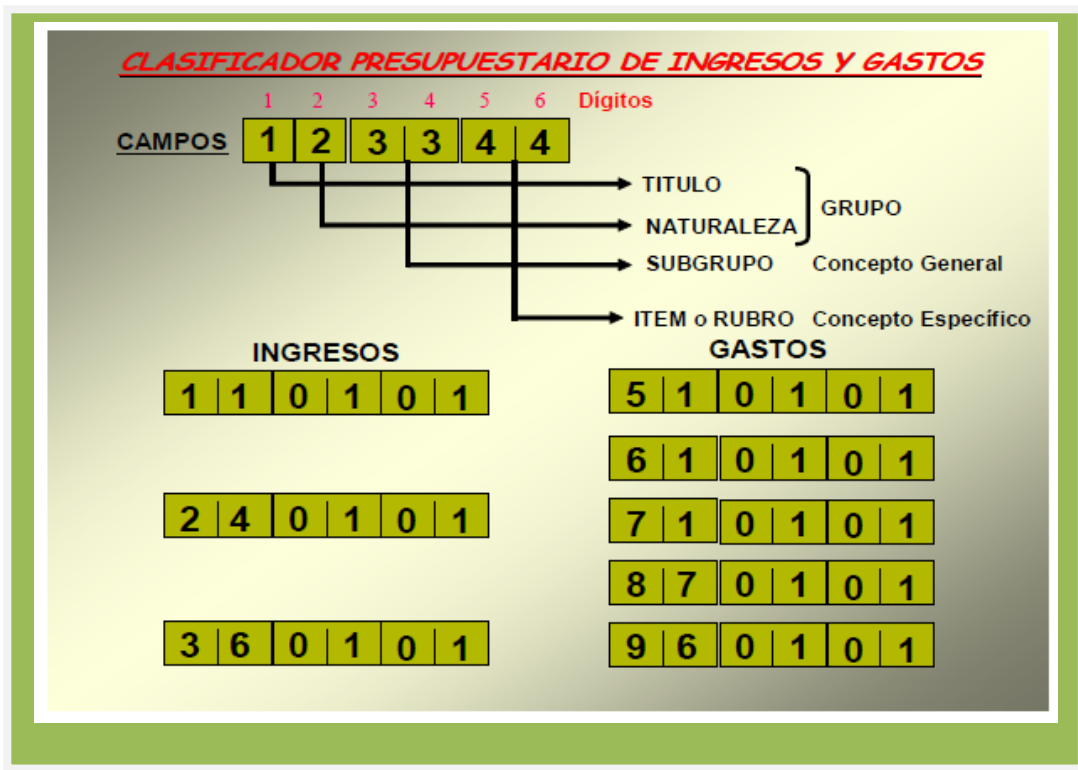 CLASIFICADOR PRESUPUESTARIO DE INGRESOS Y GASTOS
1 2 3 4 5 6 Dígitos
CAMPOS 1 2 3 3 4 4
TITULO
NATURALEZA
GRUPO
SUBGRUPO Concepto General
ITEM o RUBRO Concepto Específico
INGRESOS
1 1 0 1 0 1
2 4 0 1 0 1
3 6 0 1 0 1
GASTOS
5 1 0 1 0 1
6 1 0 1 0 1
7 1 0 1 0 1
8 7 0 1 0 1
9 6 0 1 0 1